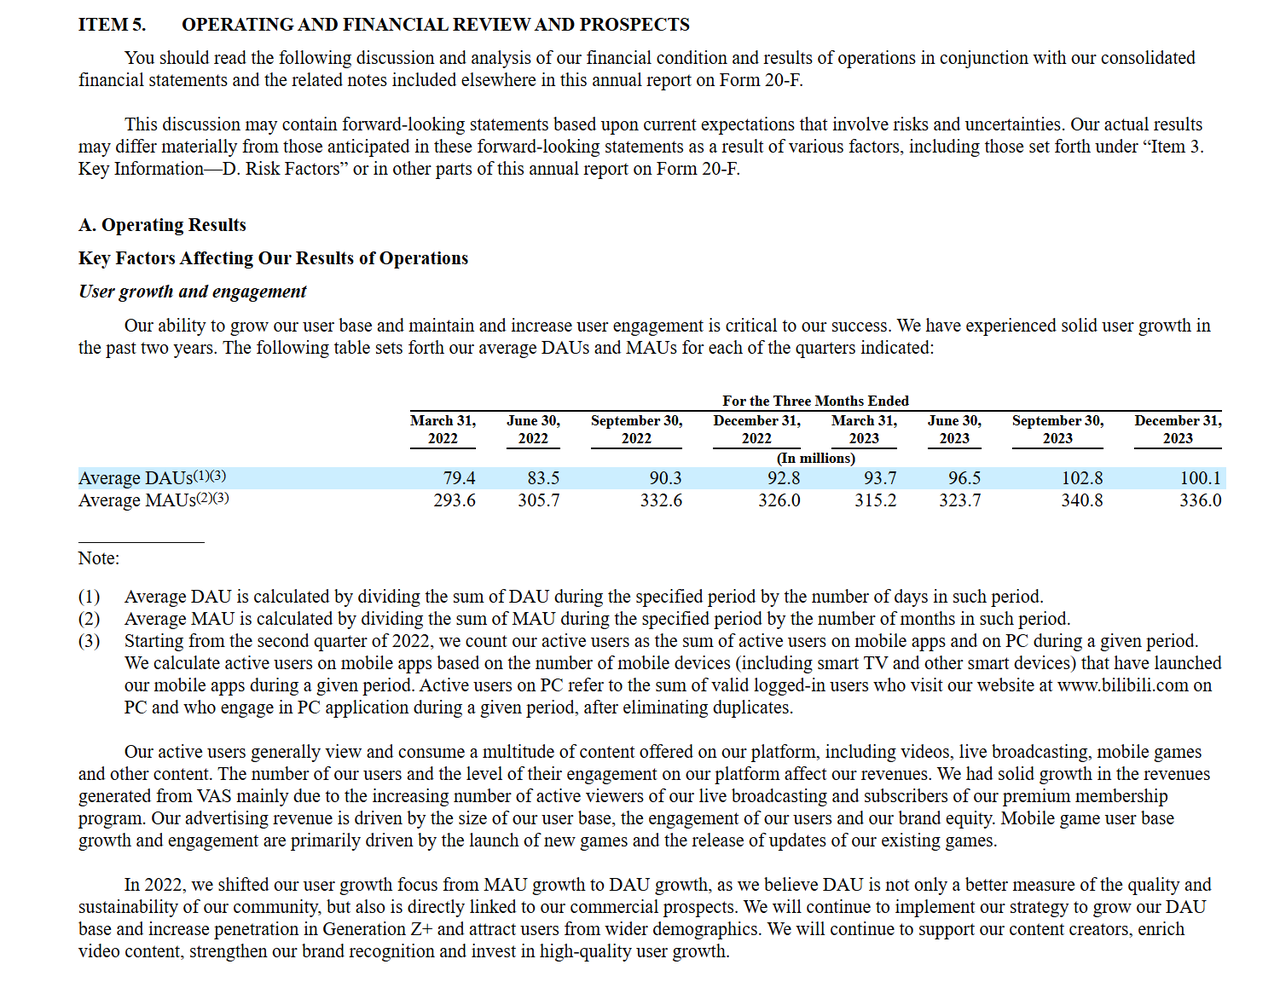 ITEM 5. OPERATING AND FINANCIAL REVIEW AND PROSPECTS
You should read the following discussion and analysis of our financial condition and results of operations in conjunction with our consolidated
financial statements and the related notes included elsewhere in this annual report on Form 20-F.
This discussion may contain forward-looking statements based upon current expectations that involve risks and uncertainties. Our actual results
may differ materially from those anticipated in these forward-looking statements as a result of various factors, including those set forth under “Item 3.
Key Information—D. Risk Factors” or in other parts of this annual report on Form 20-F.
A. Operating Results
Key Factors Affecting Our Results of Operations
User growth and engagement
Our ability to grow our user base and maintain and increase user engagement is critical to our success. We have experienced solid user growth in
the past two years. The following table sets forth our average DAUs and MAUs for each of the quarters indicated:
For the Three Months Ended
March 31, June 30, September 30, December 31, March 31, June 30, September 30, December 31,
2022 2022 2022 2022 2023 2023 2023 2023
(In millions)
Average DAUs(1)(3) 79.4 83.5 90.3 92.8 93.7 96.5 102.8 100.1
Average MAUs(2)(3) 293.6 305.7 332.6 326.0 315.2 323.7 340.8 336.0
Note:
(1) Average DAU is calculated by dividing the sum of DAU during the specified period by the number of days in such period.
(2) Average MAU is calculated by dividing the sum of MAU during the specified period by the number of months in such period.
(3) Starting from the second quarter of 2022, we count our active users as the sum of active users on mobile apps and on PC during a given period.
We calculate active users on mobile apps based on the number of mobile devices (including smart TV and other smart devices) that have launched
our mobile apps during a given period. Active users on PC refer to the sum of valid logged-in users who visit our website at www.bilibili.com on
PC and who engage in PC application during a given period, after eliminating duplicates.
Our active users generally view and consume a multitude of content offered on our platform, including videos, live broadcasting, mobile games
and other content. The number of our users and the level of their engagement on our platform affect our revenues. We had solid growth in the revenues
generated from VAS mainly due to the increasing number of active viewers of our live broadcasting and subscribers of our premium membership
program. Our advertising revenue is driven by the size of our user base, the engagement of our users and our brand equity. Mobile game user base
growth and engagement are primarily driven by the launch of new games and the release of updates of our existing games.
In 2022, we shifted our user growth focus from MAU growth to DAU growth, as we believe DAU is not only a better measure of the quality and
sustainability of our community, but also is directly linked to our commercial prospects. We will continue to implement our strategy to grow our DAU
base and increase penetration in Generation Z+ and attract users from wider demographics. We will continue to support our content creators, enrich
video content, strengthen our brand recognition and invest in high-quality user growth.